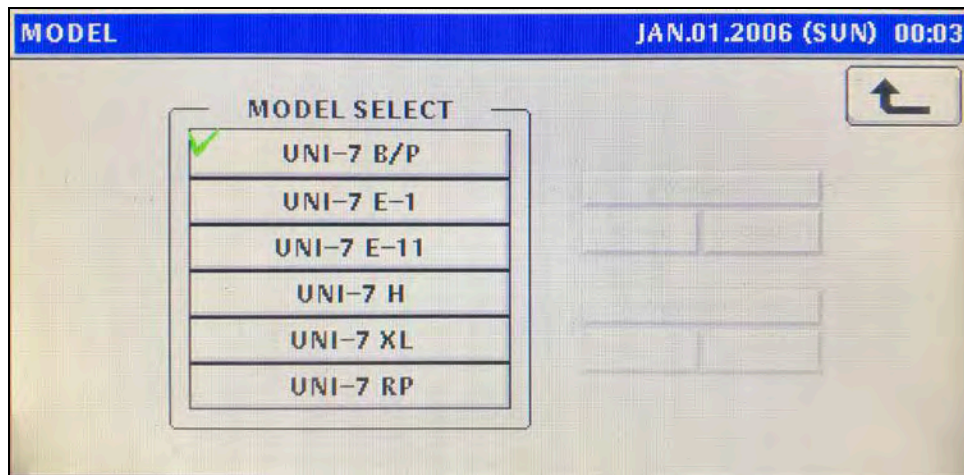 MODEL JAN.01.2006 (SUN) 00:03
MODEL SELECT
UNI-7 B/P
UNI-7 E-1
UNI-7 E-11
UNI-7 H
UNI-7 XL
UNI-7 RP